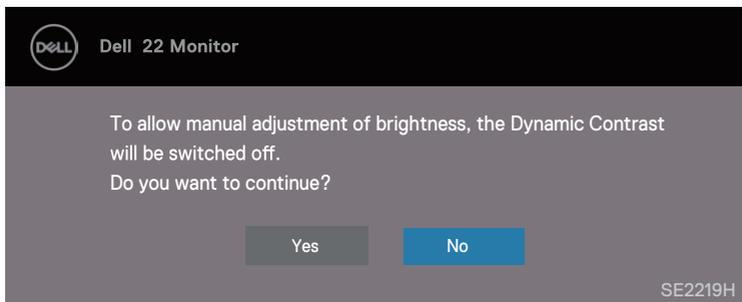 DELL
Dell 22 Monitor
To allow manual adjustment of brightness, the Dynamic Contrast
will be switched off.
Do you want to continue?
Yes No
SE2219H